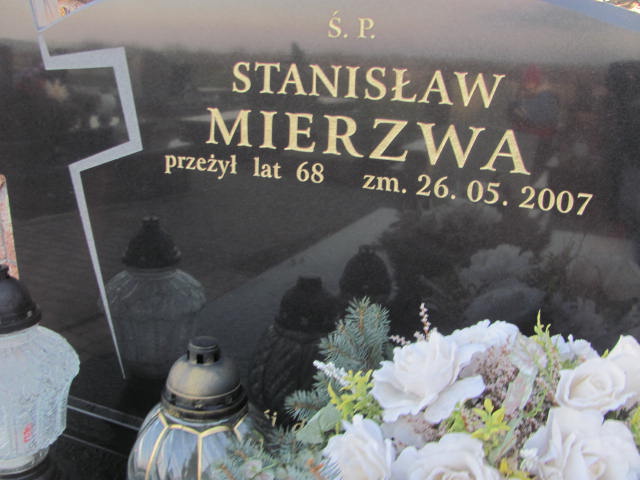 Ś. P.
STANISŁAW
MIERZWA
przeżył lat 68 zm. 26. 05. 2007